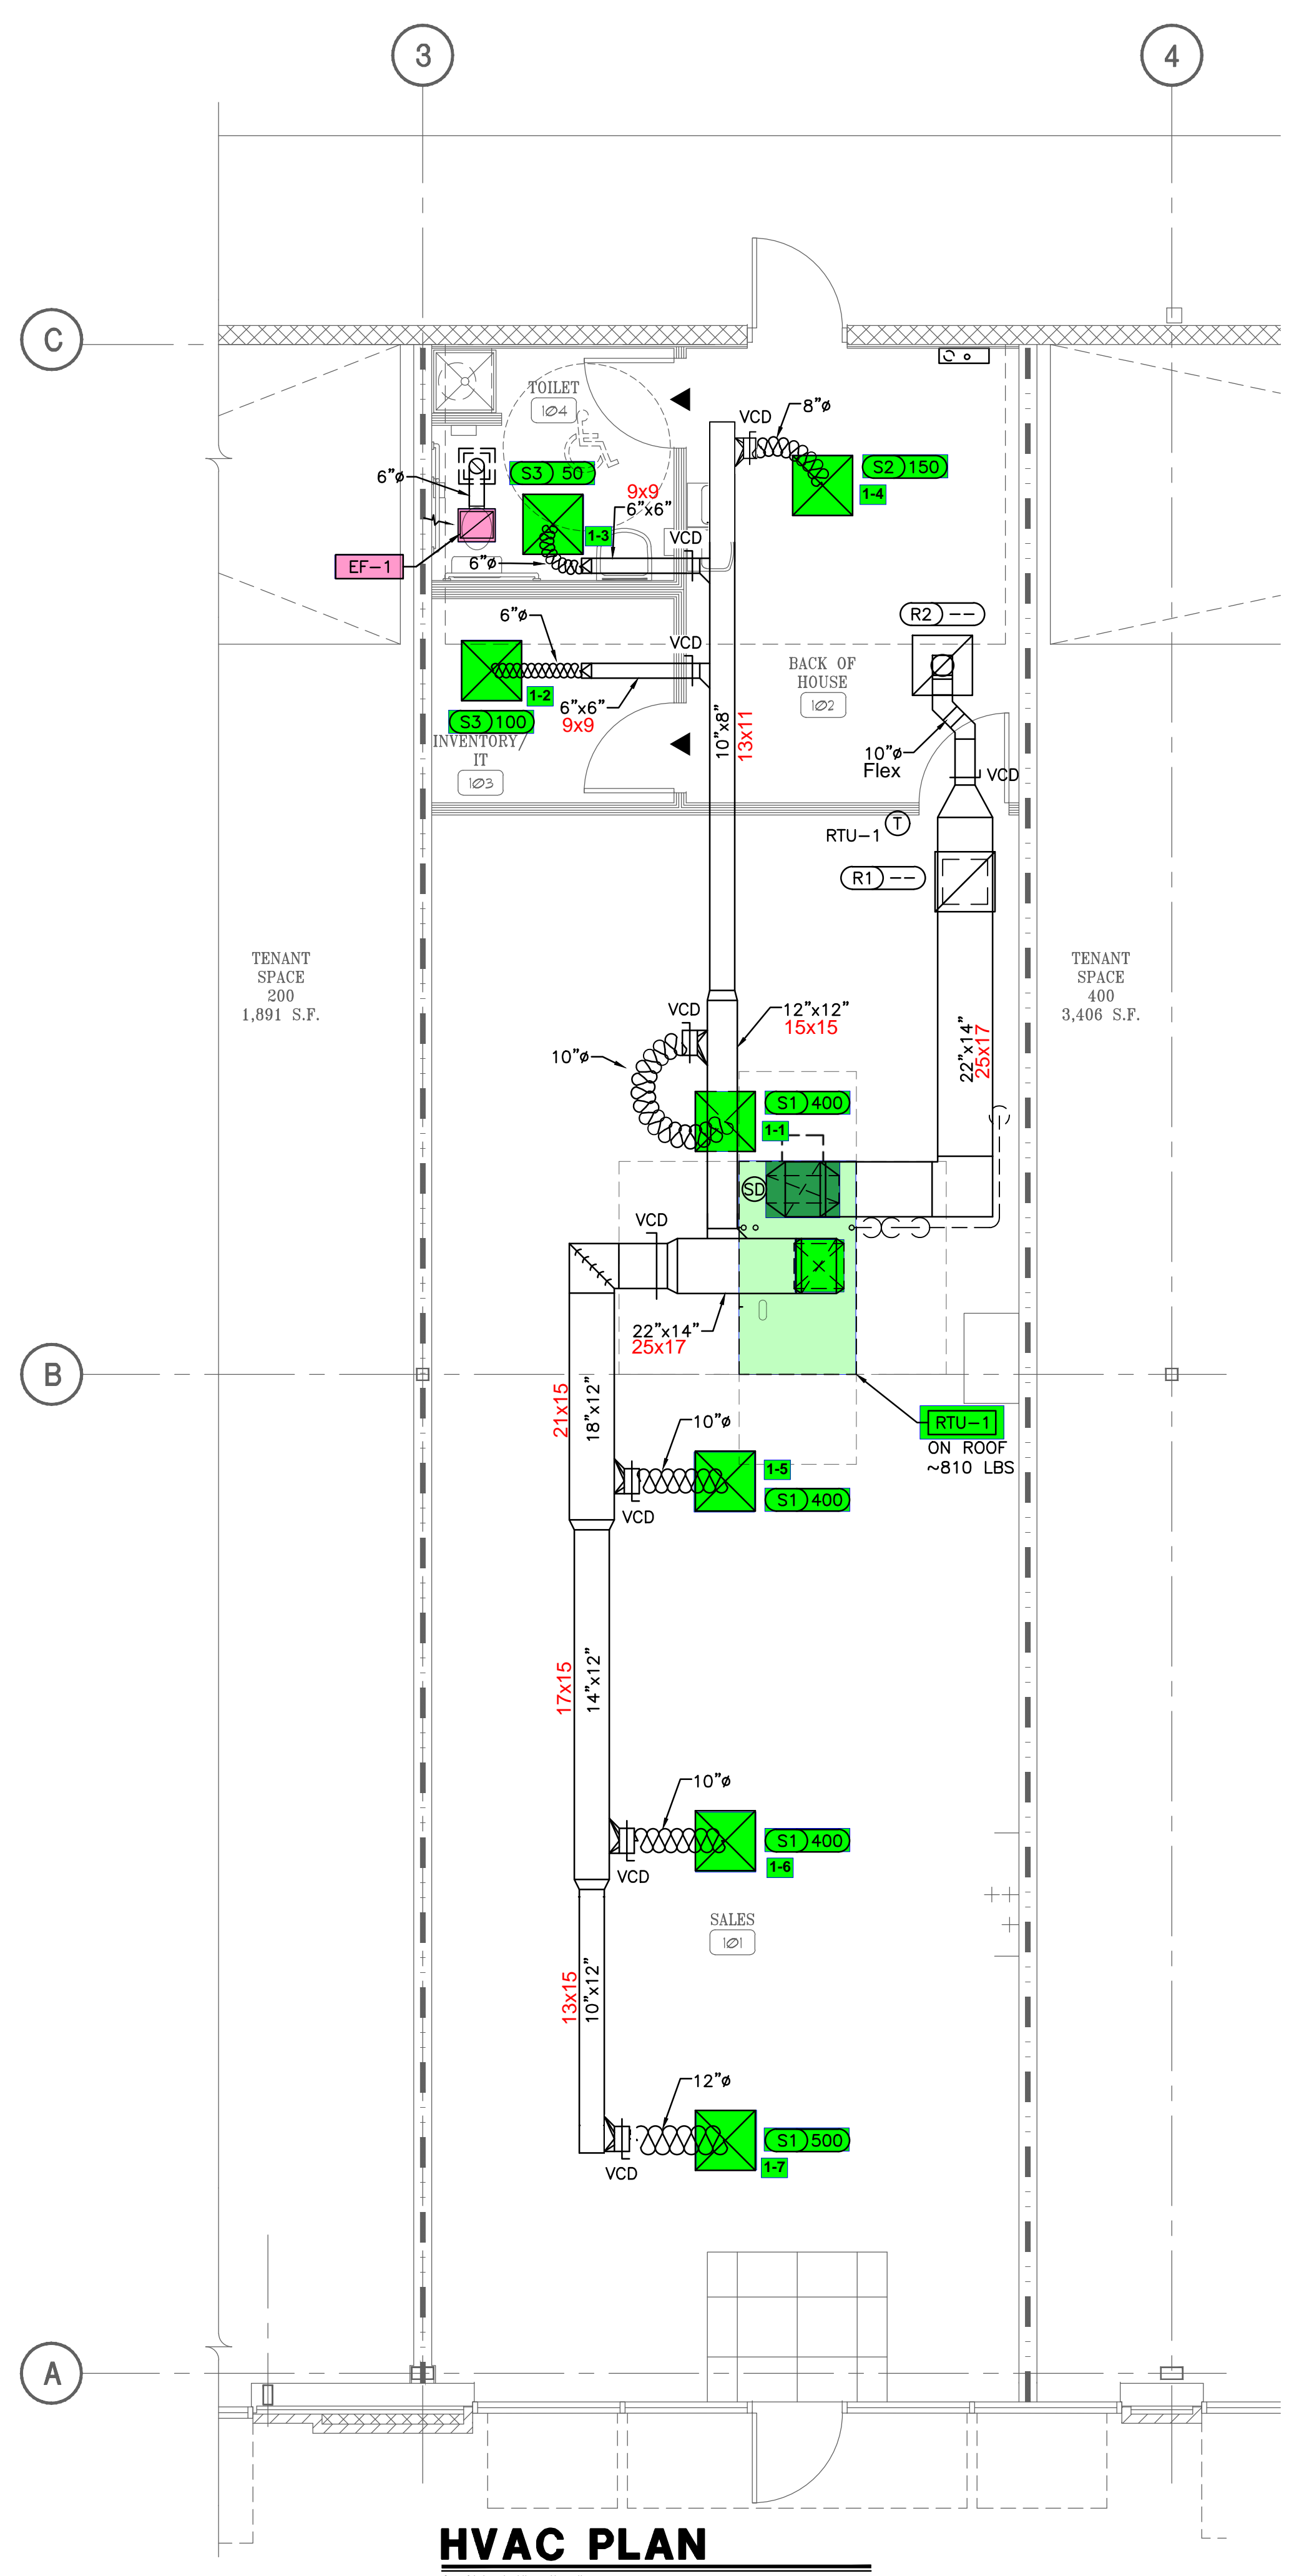 3
4
C
TOILET
104
VCD
8"ø
6"ø
S3 50
S2 150
9x9
6"x6"
1-4
1-3
VCD
EF-1
6"ø
6"ø
R2 --
VCD
BACK OF
HOUSE
102
1-2
6"x6"
S3 100
9x9
10"x8"
13x11
INVENTORY/
IT
103
10"ø
Flex
VCD
RTU-1
T
R1 --
TENANT
SPACE
200
1,891 S.F.
TENANT
SPACE
400
3,406 S.F.
VCD
12"x12"
15x15
22"x14"
25x17
10"ø
S1 400
1-1
SD
VCD
22"x14"
25x17
B
21x15
18"x12"
10"ø
RTU-1
ON ROOF
~810 LBS
1-5
S1 400
VCD
17x15
14"x12"
10"ø
S1 400
1-6
VCD
SALES
101
13x15
10"x12"
12"ø
S1 500
1-7
VCD
A
HVAC PLAN